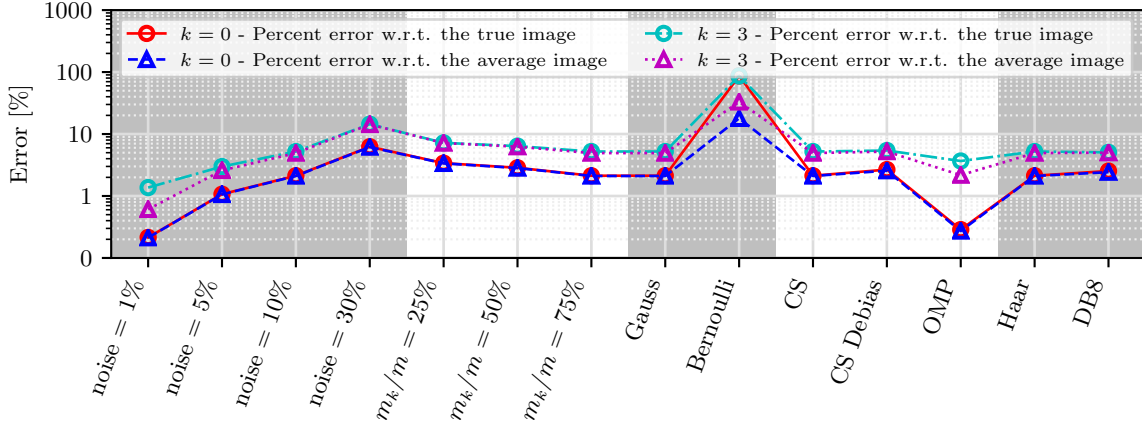 1000
100
10
1
0
Error [%]
k = 0 - Percent error w.r.t. the true image
k = 0 - Percent error w.r.t. the average image
k = 3 - Percent error w.r.t. the true image
k = 3 - Percent error w.r.t. the average image
noise = 1%
noise = 5%
noise = 10%
noise = 30%
m_k/m = 25%
m_k/m = 50%
m_k/m = 75%
Gauss
Bernoulli
CS
CS Debias
OMP
Haar
DB8